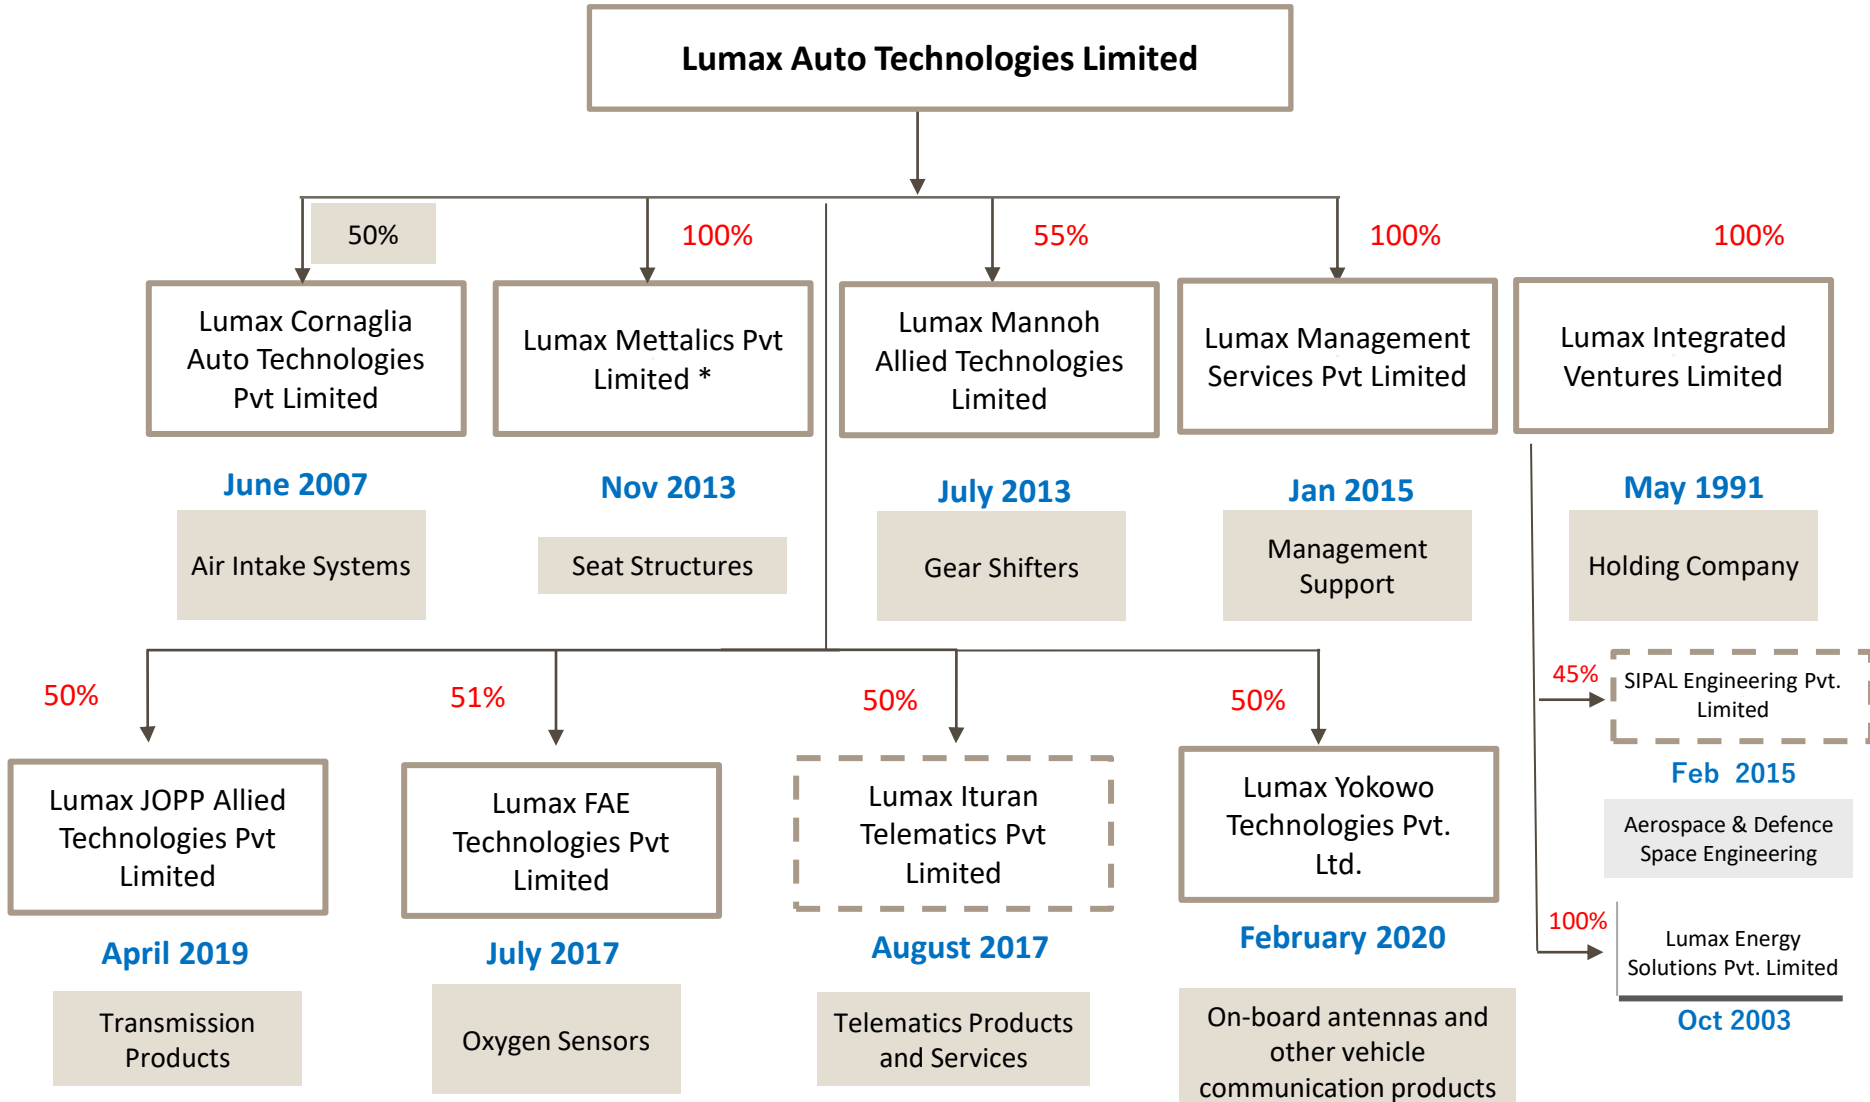 Lumax Auto Technologies Limited
50%
100%
55%
100%
100%
Lumax Cornaglia
Auto Technologies
Pvt Limited
Lumax Mettalics Pvt
Limited *
Lumax Mannoh
Allied Technologies
Limited
Lumax Management
Services Pvt Limited
Lumax Integrated
Ventures Limited
June 2007
Nov 2013
July 2013
Jan 2015
May 1991
Air Intake Systems
Seat Structures
Gear Shifters
Management
Support
Holding Company
50%
51%
50%
50%
45%
SIPAL Engineering Pvt.
Limited
Feb 2015
Aerospace & Defence
Space Engineering
100%
Lumax Energy
Solutions Pvt. Limited
Oct 2003
Lumax JOPP Allied
Technologies Pvt
Limited
Lumax FAE
Technologies Pvt
Limited
Lumax Ituran
Telematics Pvt
Limited
Lumax Yokowo
Technologies Pvt.
Ltd.
April 2019
July 2017
August 2017
February 2020
Transmission
Products
Oxygen Sensors
Telematics Products
and Services
On-board antennas and
other vehicle
communication products